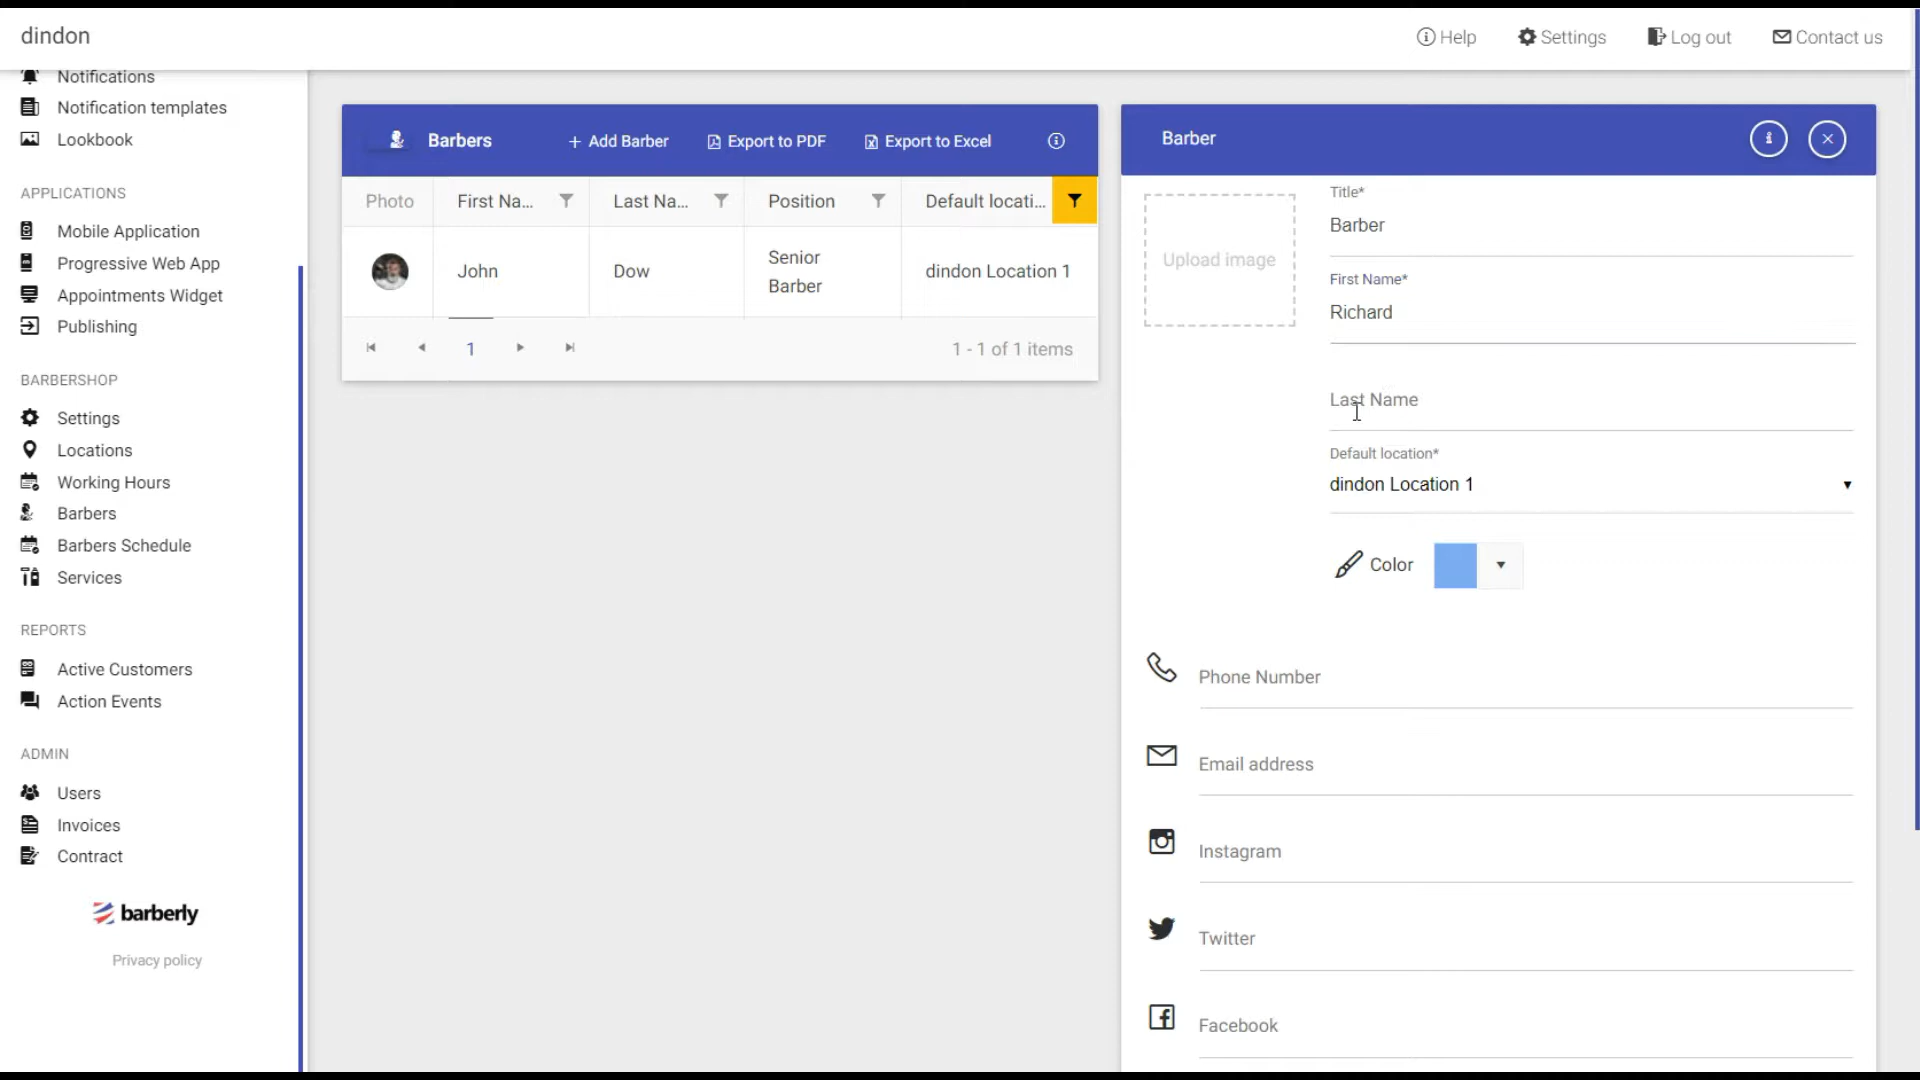 dindon
Help
Settings
Log out
Contact us
Notifications
Notification templates
Lookbook
APPLICATIONS
Mobile Application
Progressive Web App
Appointments Widget
Publishing
BARBERSHOP
Settings
Locations
Working Hours
Barbers
Barbers Schedule
Services
REPORTS
Active Customers
Action Events
ADMIN
Users
Invoices
Contract
barberly
Privacy policy
Barbers
+ Add Barber
Export to PDF
Export to Excel
Photo
First Na...
Last Na...
Position
Default locati...
John
Dow
Senior
Barber
dindon Location 1
1
1 - 1 of 1 items
Barber
Upload image
Title*
Barber
First Name*
Richard
Last Name
Default location*
dindon Location 1
Color
Phone Number
Email address
Instagram
Twitter
Facebook